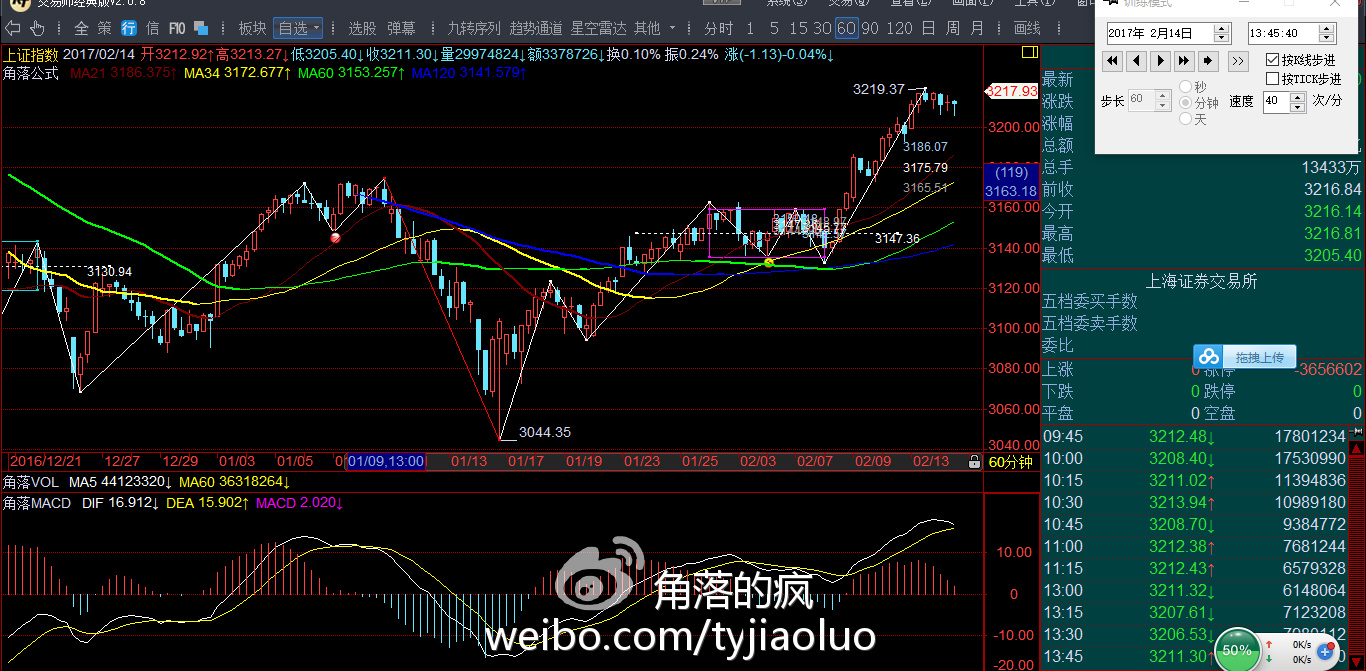 交易师经典版V2.0.8
全 策 行 信 F10 板块 自选 选股 弹幕 九转序列 趋势通道 星空雷达 其他 分时 1 5 15 30 60 90 120 日 周 月 画线
训练模式
2017年 2月14日 13:45:40
按K线步进
按TICK步进
步长 60 秒 分钟 天 速度 40 次/分
上证指数 2017/02/14 开3212.92↑高3213.27↓低3205.40↓收3211.30↓量29974824↓额3378726↓换0.10% 振0.24% 涨(-1.13)-0.04%↓
角落公式 MA21 3186.375↑ MA34 3172.677↑ MA60 3153.257↑ MA120 3141.579↑
3219.37
3186.07
3175.79
3165.51
3147.36
3130.94
3044.35
3217.93
3200.00
(119)
3163.18
3160.00
3140.00
3120.00
3100.00
3080.00
3060.00
3040.00
2016/12/21 12/27 12/29 01/03 01/05 01/09,13:00 01/13 01/17 01/19 01/23 01/25 02/03 02/07 02/09 02/13 60分钟
角落VOL MA5 44123320↓ MA60 36318264↓
角落MACD DIF 16.912↓ DEA 15.902↑ MACD 2.020↓
10.00
0
-10.00
-20.00
角落的疯
weibo.com/tyjiaoluo
最新
涨跌
涨幅
总额
总手 13433万
前收 3216.84
今开 3216.14
最高 3216.81
最低 3205.40
上海证券交易所
五档委买手数
五档委卖手数
委比
拖拽上传
上涨 0 涨停 -3656602
下跌 0 跌停 0
平盘 0 空盘 0
09:45 3212.48↓ 17801234
10:00 3208.40↓ 17530990
10:15 3211.02↑ 11394836
10:30 3213.94↑ 10989180
10:45 3208.70↓ 9384772
11:00 3212.38↑ 7681244
11:15 3212.43↑ 6579328
13:00 3211.32↓ 6148064
13:15 3207.61↓ 7123208
13:30 3206.53↓
13:45 3211.30↑
50% 0K/s
0K/s